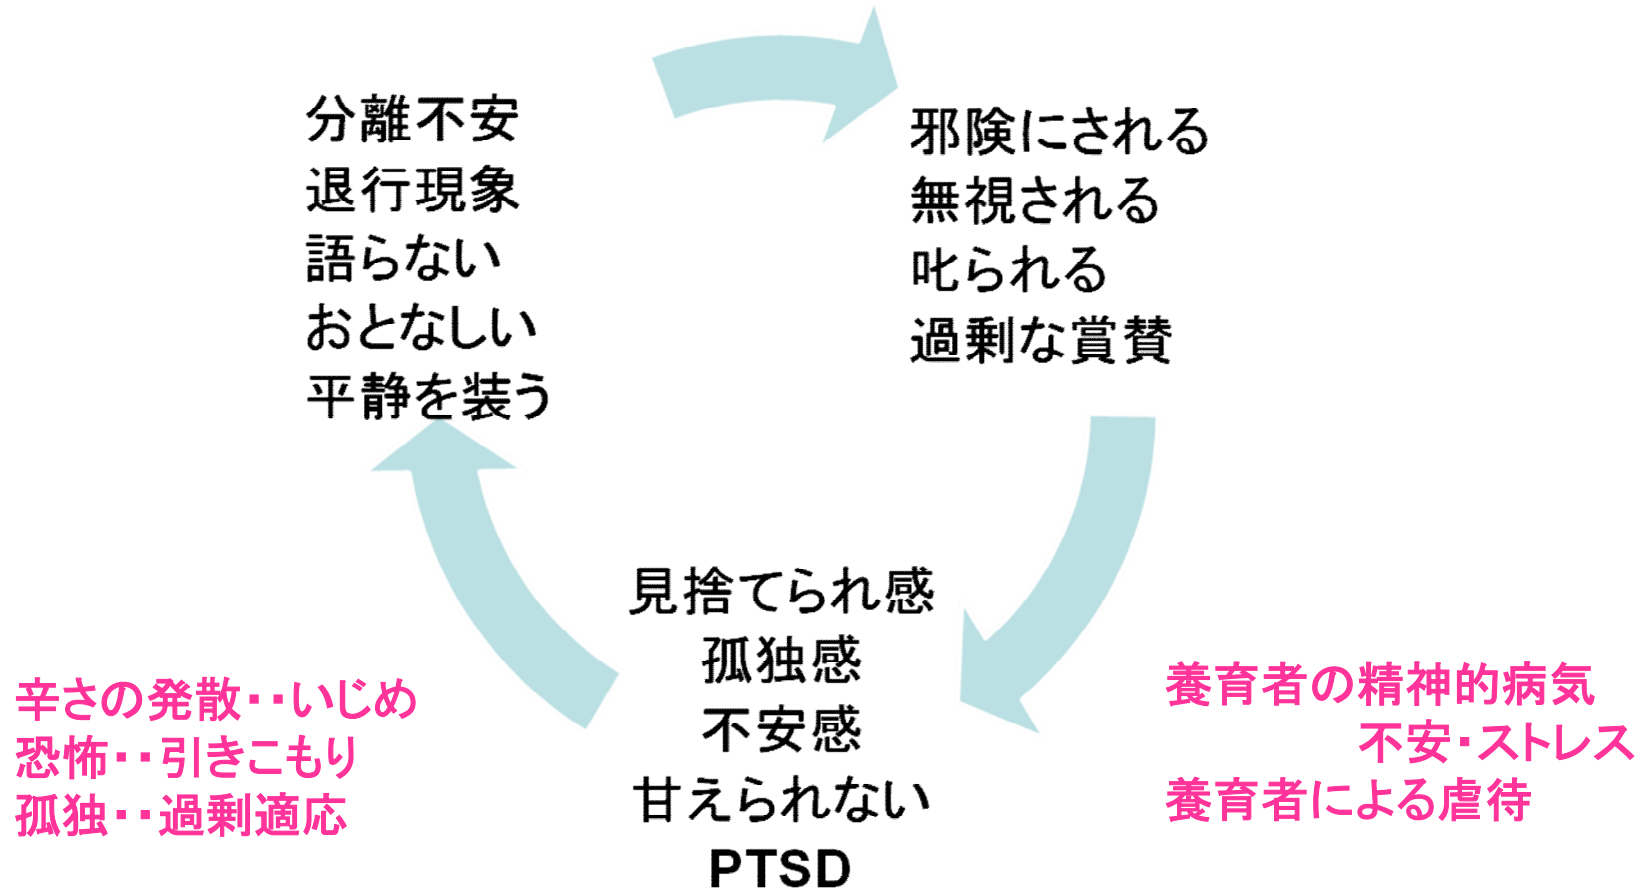 分離不安
退行現象
語らない
おとなしい
平静を装う
邪険にされる
無視される
叱られる
過剰な賞賛
見捨てられ感
孤独感
不安感
甘えられない
PTSD
辛さの発散・・いじめ
恐怖・・引きこもり
孤独・・過剰適応
養育者の精神的病気
不安・ストレス
養育者による虐待